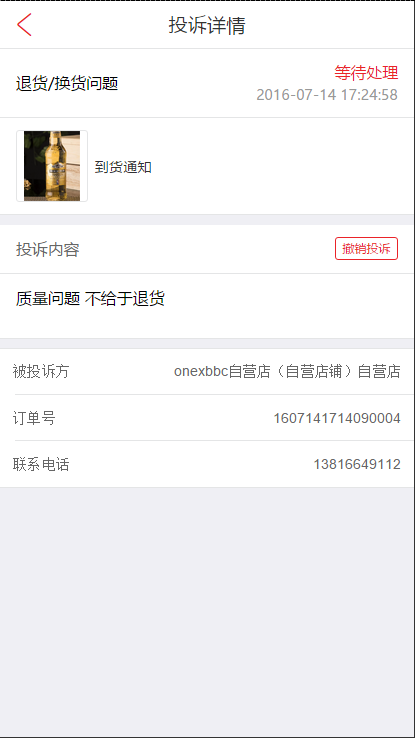 投诉详情
退货/换货问题
等待处理
2016-07-14 17:24:58
到货通知
投诉内容
撤销投诉
质量问题 不给于退货
被投诉方
onexbbc自营店（自营店铺）自营店
订单号
1607141714090004
联系电话
13816649112